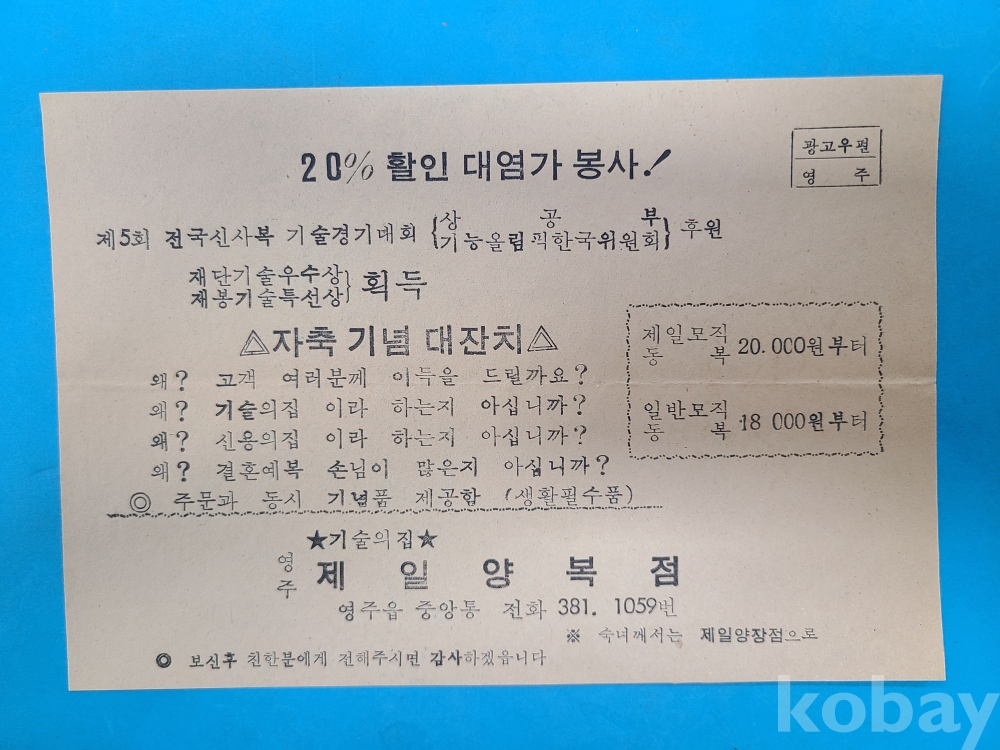 20% 활인 대염가 봉사!
광고우편
영 주
제5회 전국신사복 기술경기대회 {상 공 부 기능올림픽한국위원회} 후원
재단기술우수상
재봉기술특선상} 획득
△자축 기념 대잔치△
제일모직
동 복 20.000원부터
일반모직
동 복 18 000원부터
왜? 고객 여러분께 이득을 드릴까요?
왜? 기술의집 이라 하는지 아십니까?
왜? 신용의집 이라 하는지 아십니까?
왜? 결혼예복 손님이 많은지 아십니까?
◎ 주문과 동시 기념품 제공함 (생활필수품)
★기술의집★
영주 제 일 양 복 점
영주읍 중앙통 전화 381. 1059번
※ 숙녀께서는 제일양장점으로
◎ 보신후 친한분에게 전해주시면 감사하겠읍니다
kobay